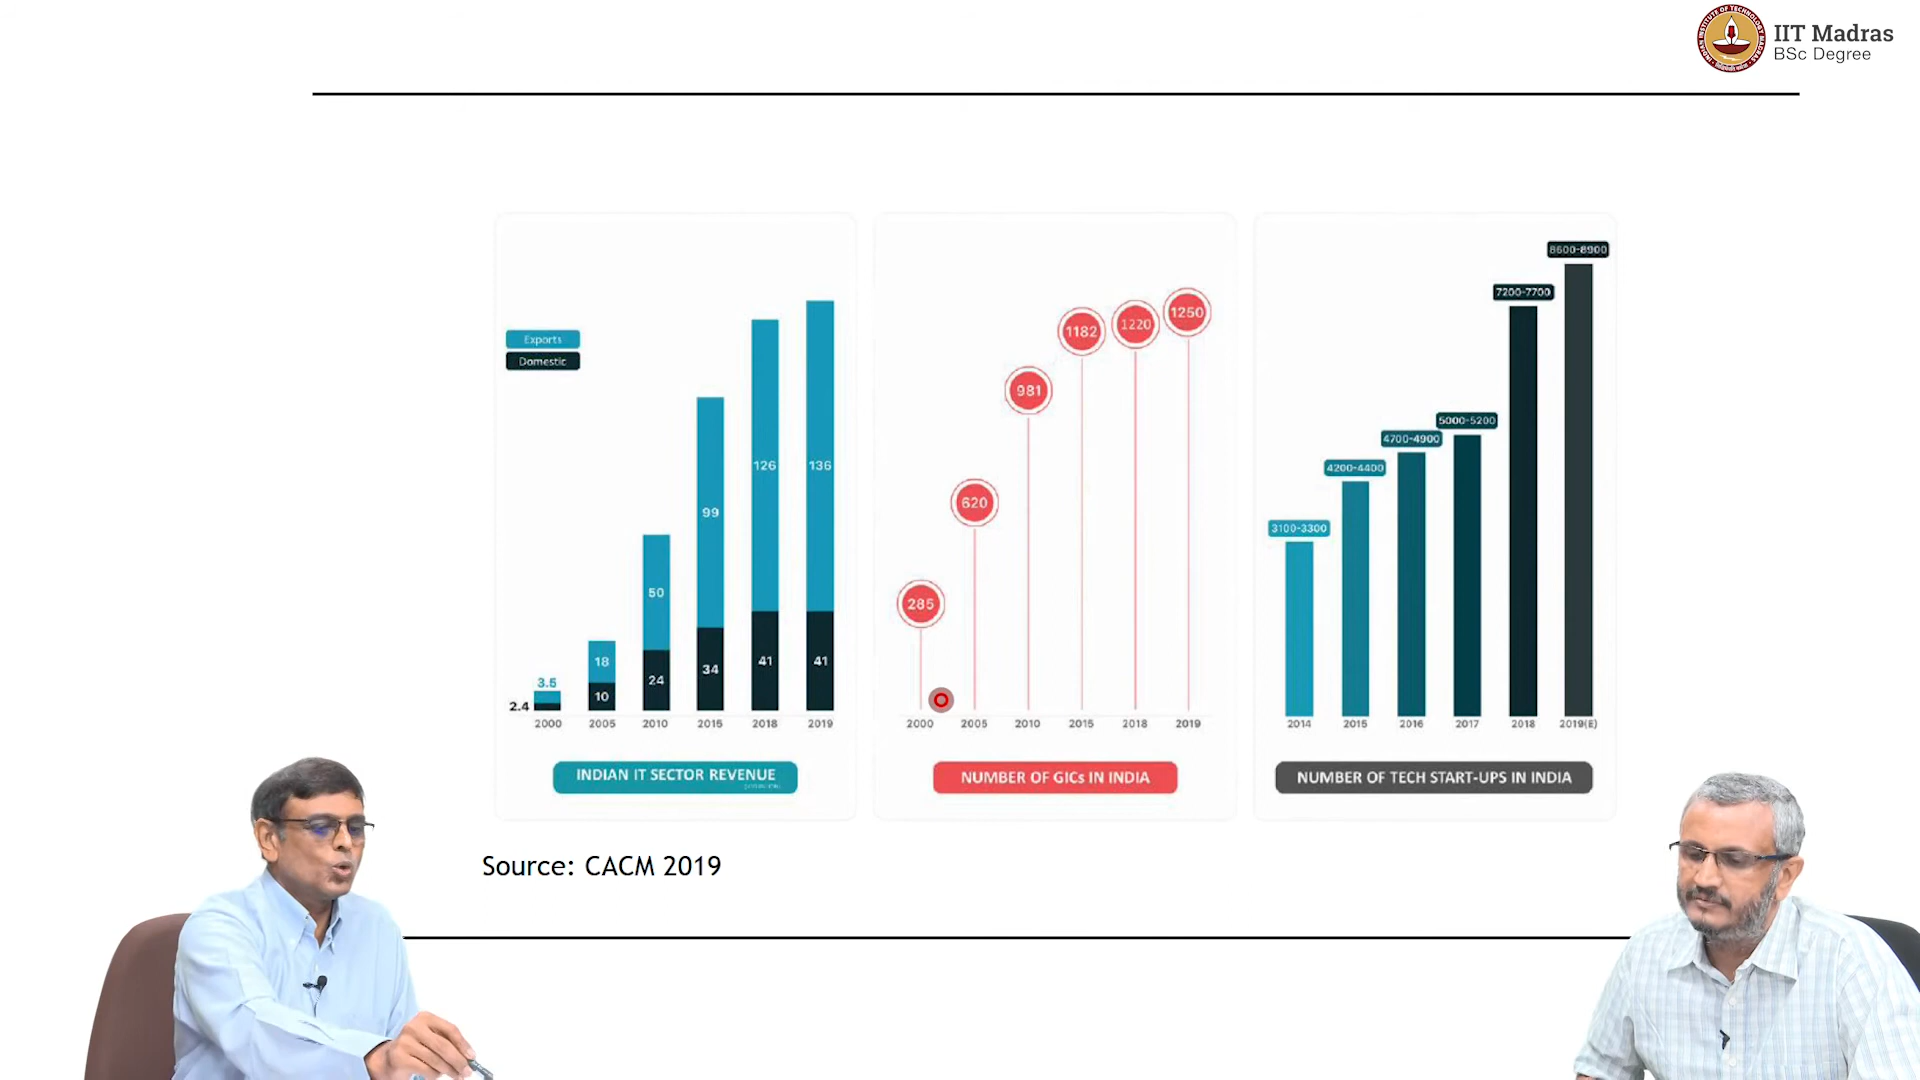 IIT Madras
BSc Degree
Exports
Domestic
3.5
2.4
18
10
50
24
99
34
126
41
136
41
2000 2005 2010 2015 2018 2019
INDIAN IT SECTOR REVENUE
285
620
981
1182
1220
1250
2000 2005 2010 2015 2018 2019
NUMBER OF GICs IN INDIA
3100-3300
4200-4400
4700-4900
5000-5200
7200-7700
8600-8900
2014 2015 2016 2017 2018 2019(E)
NUMBER OF TECH START-UPS IN INDIA
Source: CACM 2019